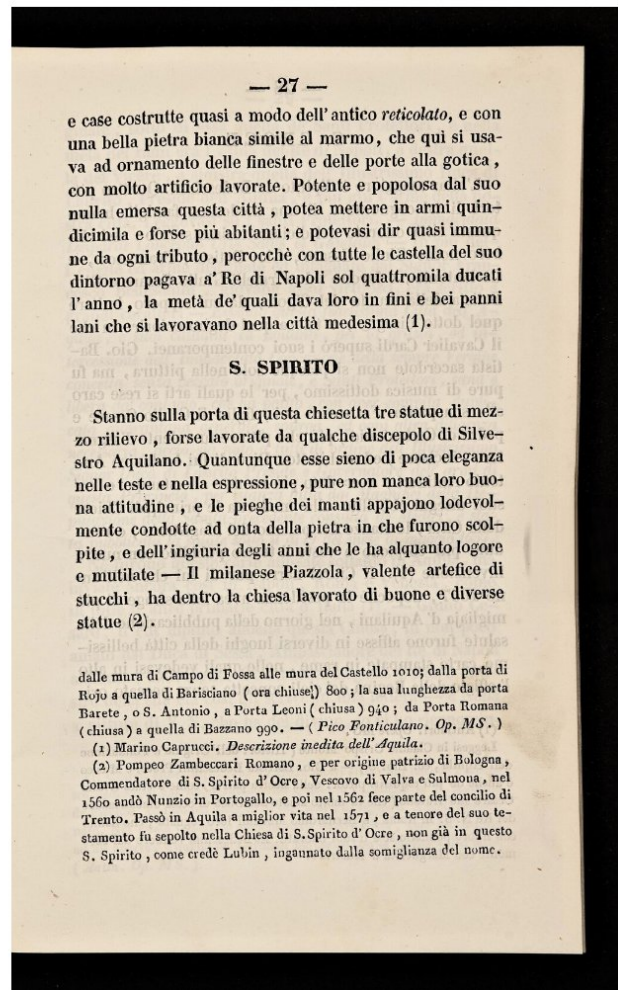 — 27 —
e case costrutte quasi a modo dell' antico reticolato, e con
una bella pietra bianca simile al marmo, che qui si usa-
va ad ornamento delle finestre e delle porte alla gotica,
con molto artificio lavorate. Potente e popolosa dal suo
nulla emersa questa città, potea mettere in armi quin-
dicimila e forse più abitanti; e potevasi dir quasi immu-
ne da ogni tributo, perocchè con tutte le castella del suo
dintorno pagava a' Re di Napoli sol quattromila ducati
l' anno, la metà de' quali dava loro in fini e bei panni
lani che si lavoravano nella città medesima (1).
S. SPIRITO
Stanno sulla porta di questa chiesetta tre statue di mez-
zo rilievo, forse lavorate da qualche discepolo di Silve-
stro Aquilano. Quantunque esse sieno di poca eleganza
nelle teste e nella espressione, pure non manca loro buo-
na attitudine, e le pieghe dei manti appajono lodevol-
mente condotte ad onta della pietra in che furono scol-
pite, e dell' ingiuria degli anni che le ha alquanto logore
e mutilate — Il milanese Piazzola, valente artefice di
stucchi, ha dentro la chiesa lavorato di buone e diverse
statue (2).
dalle mura di Campo di Fossa alle mura del Castello 1010; dalla porta di
Rojo a quella di Barisciano (ora chiuse) 800; la sua lunghezza da porta
Barete, o S. Antonio, a Porta Leoni (chiusa) 940; da Porta Romana
(chiusa) a quella di Bazzano 990. — (Pico Fonticulano. Op. MS.)
(1) Marino Caprucci. Descrizione inedita dell' Aquila.
(2) Pompeo Zambeccari Romano, e per origine patrizio di Bologna,
Commendatore di S. Spirito d' Ocre, Vescovo di Valva e Sulmona, nel
1560 andò Nunzio in Portogallo, e poi nel 1562 fece parte del concilio di
Trento. Passò in Aquila a miglior vita nel 1571, e a tenore del suo te-
stamento fu sepolto nella Chiesa di S. Spirito d' Ocre, non già in questo
S. Spirito, come credè Lubin, ingannato dalla somiglianza del nome.